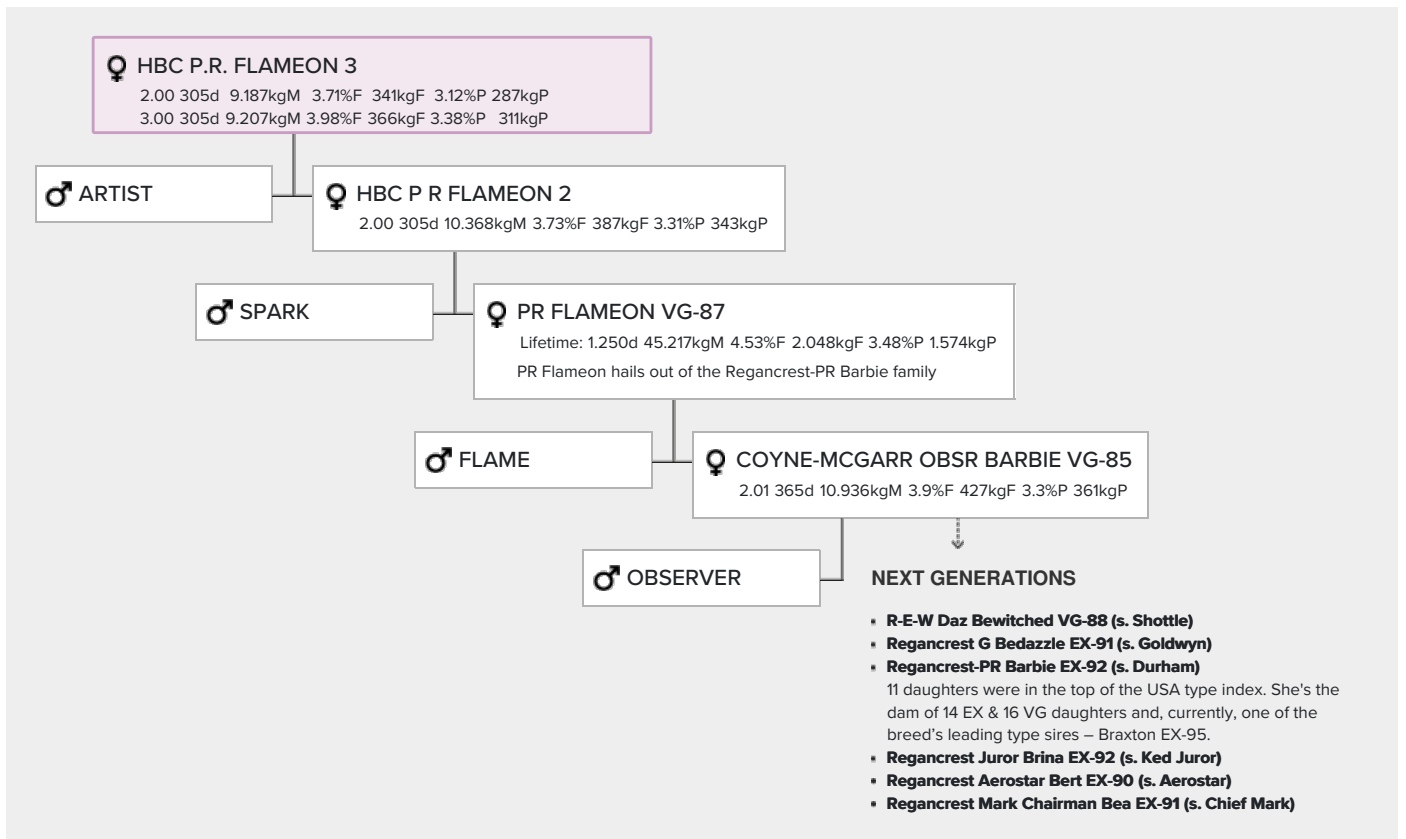 HBC P.R. FLAMEON 3
2.00 305d 9.187kgM 3.71%F 341kgF 3.12%P 287kgP
3.00 305d 9.207kgM 3.98%F 366kgF 3.38%P 311kgP
ARTIST
HBC P R FLAMEON 2
2.00 305d 10.368kgM 3.73%F 387kgF 3.31%P 343kgP
SPARK
PR FLAMEON VG-87
Lifetime: 1.250d 45.217kgM 4.53%F 2.048kgF 3.48%P 1.574kgP
PR Flameon hails out of the Regancrest-PR Barbie family
FLAME
COYNE-MCGARR OBSR BARBIE VG-85
2.01 365d 10.936kgM 3.9%F 427kgF 3.3%P 361kgP
OBSERVER
NEXT GENERATIONS
▪ R-E-W Daz Bewitched VG-88 (s. Shottle)
▪ Regancrest G Bedazzle EX-91 (s. Goldwyn)
▪ Regancrest-PR Barbie EX-92 (s. Durham)
11 daughters were in the top of the USA type index. She's the
dam of 14 EX & 16 VG daughters and, currently, one of the
breed's leading type sires – Braxton EX-95.
▪ Regancrest Juror Brina EX-92 (s. Ked Juror)
▪ Regancrest Aerostar Bert EX-90 (s. Aerostar)
▪ Regancrest Mark Chairman Bea EX-91 (s. Chief Mark)